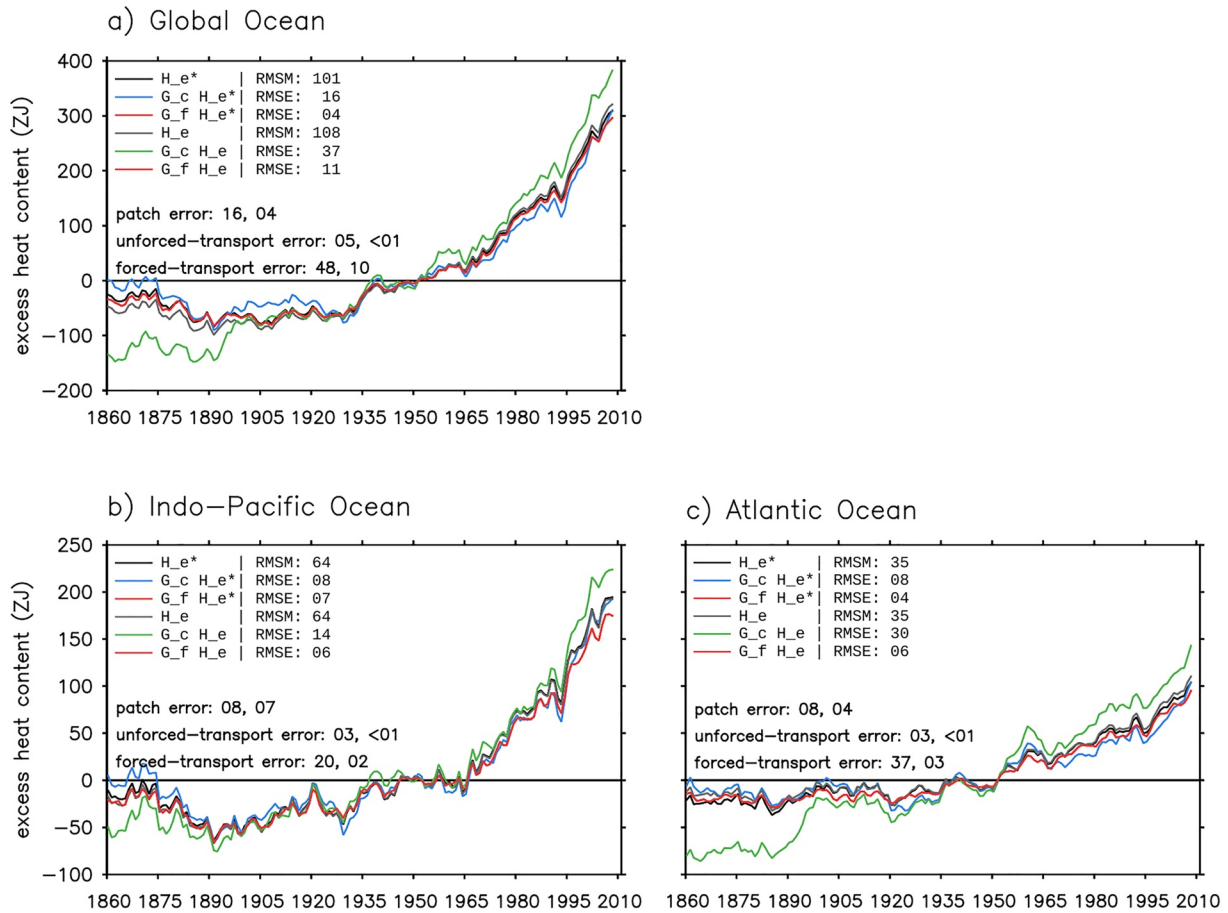 a) Global Ocean
excess heat content (ZJ)
400
300
200
100
0
−100
−200
H_e* | RMSM: 101
G_c H_e*| RMSE: 16
G_f H_e*| RMSE: 04
H_e | RMSM: 108
G_c H_e | RMSE: 37
G_f H_e | RMSE: 11
patch error: 16, 04
unforced−transport error: 05, <01
forced−transport error: 48, 10
1860 1875 1890 1905 1920 1935 1950 1965 1980 1995 2010
b) Indo−Pacific Ocean
excess heat content (ZJ)
250
200
150
100
50
0
−50
−100
H_e* | RMSM: 64
G_c H_e*| RMSE: 08
G_f H_e*| RMSE: 07
H_e | RMSM: 64
G_c H_e | RMSE: 14
G_f H_e | RMSE: 06
patch error: 08, 07
unforced−transport error: 03, <01
forced−transport error: 20, 02
1860 1875 1890 1905 1920 1935 1950 1965 1980 1995 2010
c) Atlantic Ocean
H_e* | RMSM: 35
G_c H_e*| RMSE: 08
G_f H_e*| RMSE: 04
H_e | RMSM: 35
G_c H_e | RMSE: 30
G_f H_e | RMSE: 06
patch error: 08, 04
unforced−transport error: 03, <01
forced−transport error: 37, 03
1860 1875 1890 1905 1920 1935 1950 1965 1980 1995 2010